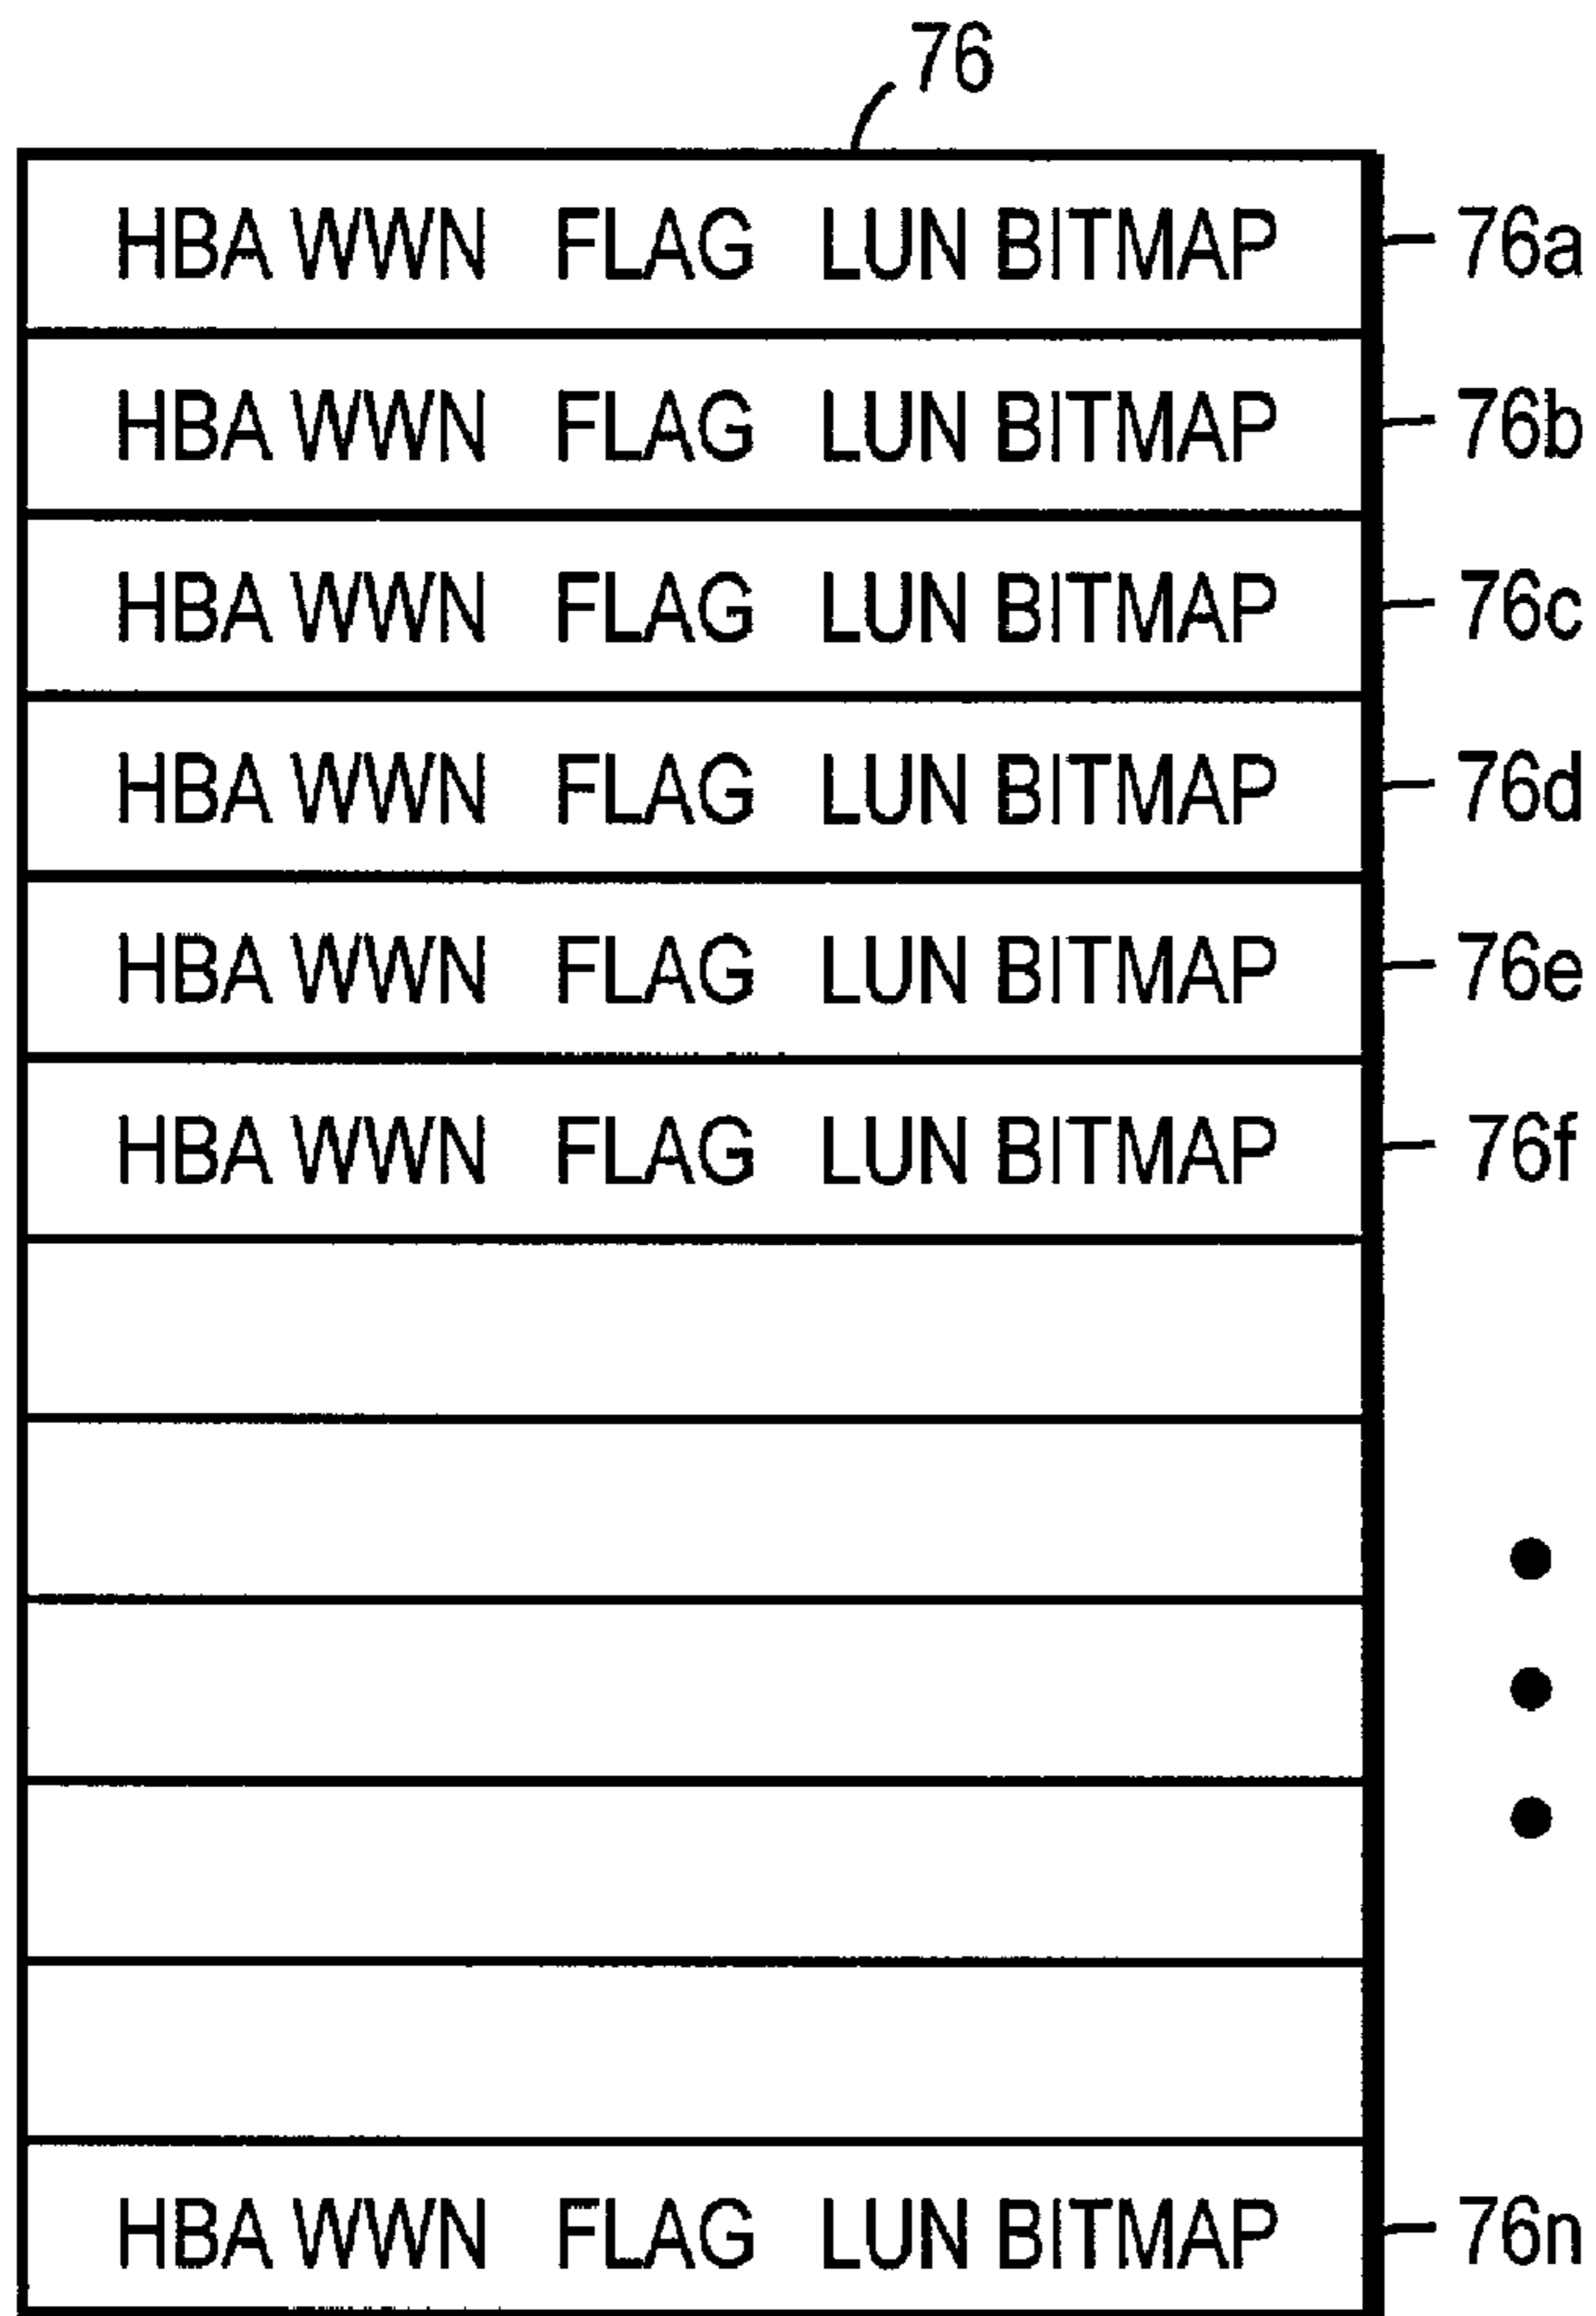 76
HBA WWN FLAG LUN BITMAP 76a
HBA WWN FLAG LUN BITMAP 76b
HBA WWN FLAG LUN BITMAP 76c
HBA WWN FLAG LUN BITMAP 76d
HBA WWN FLAG LUN BITMAP 76e
HBA WWN FLAG LUN BITMAP 76f
HBA WWN FLAG LUN BITMAP 76n